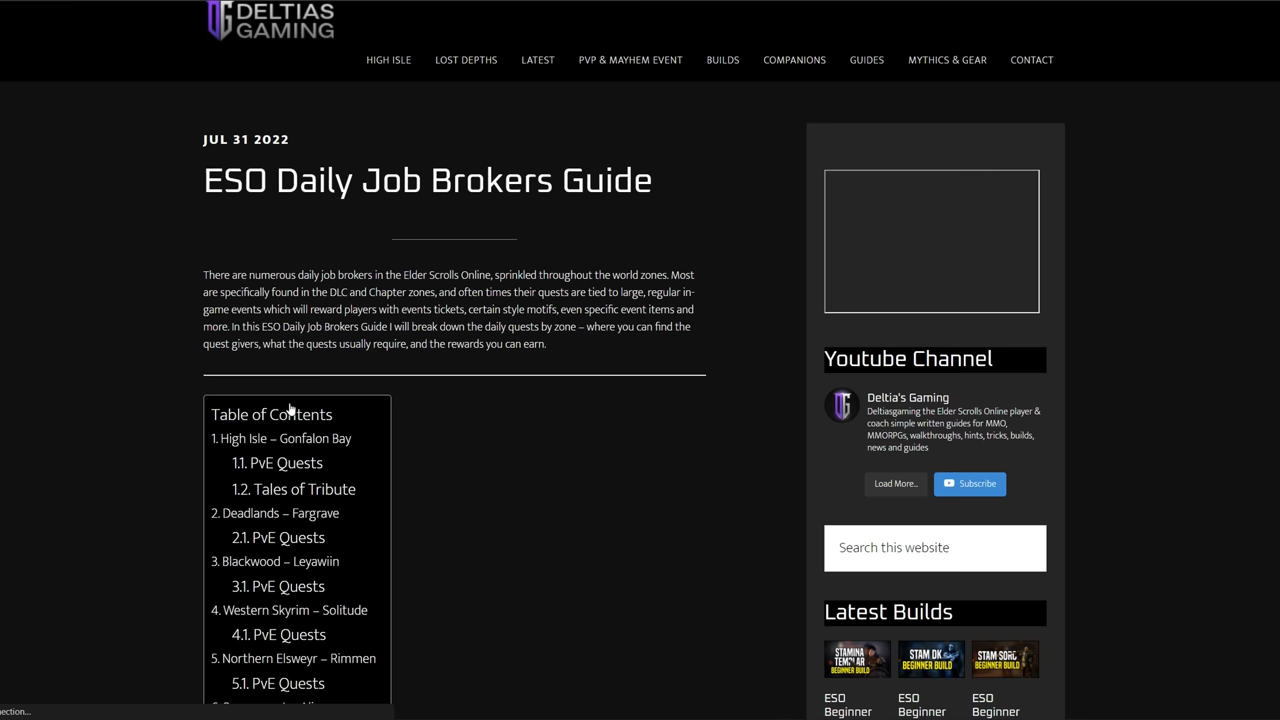 DELTIAS
GAMING
HIGH ISLE LOST DEPTHS LATEST PVP & MAYHEM EVENT BUILDS COMPANIONS GUIDES MYTHICS & GEAR CONTACT
JUL 31 2022
ESO Daily Job Brokers Guide
There are numerous daily job brokers in the Elder Scrolls Online, sprinkled throughout the world zones. Most
are specifically found in the DLC and Chapter zones, and often times their quests are tied to large, regular in-
game events which will reward players with events tickets, certain style motifs, even specific event items and
more. In this ESO Daily Job Brokers Guide I will break down the daily quests by zone – where you can find the
quest givers, what the quests usually require, and the rewards you can earn.
Table of Contents
1. High Isle – Gonfalon Bay
1.1. PvE Quests
1.2. Tales of Tribute
2. Deadlands – Fargrave
2.1. PvE Quests
3. Blackwood – Leyawiin
3.1. PvE Quests
4. Western Skyrim – Solitude
4.1. PvE Quests
5. Northern Elsweyr – Rimmen
5.1. PvE Quests
Youtube Channel
Deltia's Gaming
Deltiasgaming the Elder Scrolls Online player &
coach simple written guides for MMO,
MMORPGs, walkthroughs, hints, tricks, builds,
news and guides
Load More... Subscribe
Search this website
Latest Builds
STAMINA
TEMPLAR
BEGINNER BUILD
STAM DK
BEGINNER BUILD
STAM SORC
BEGINNER BUILD
ESO
Beginner
ESO
Beginner
ESO
Beginner